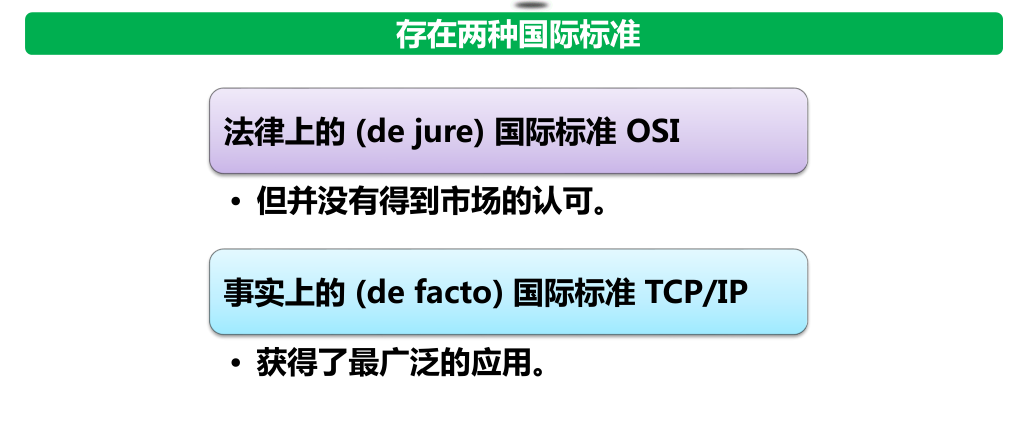 存在两种国际标准
法律上的 (de jure) 国际标准 OSI
• 但并没有得到市场的认可。
事实上的 (de facto) 国际标准 TCP/IP
• 获得了最广泛的应用。